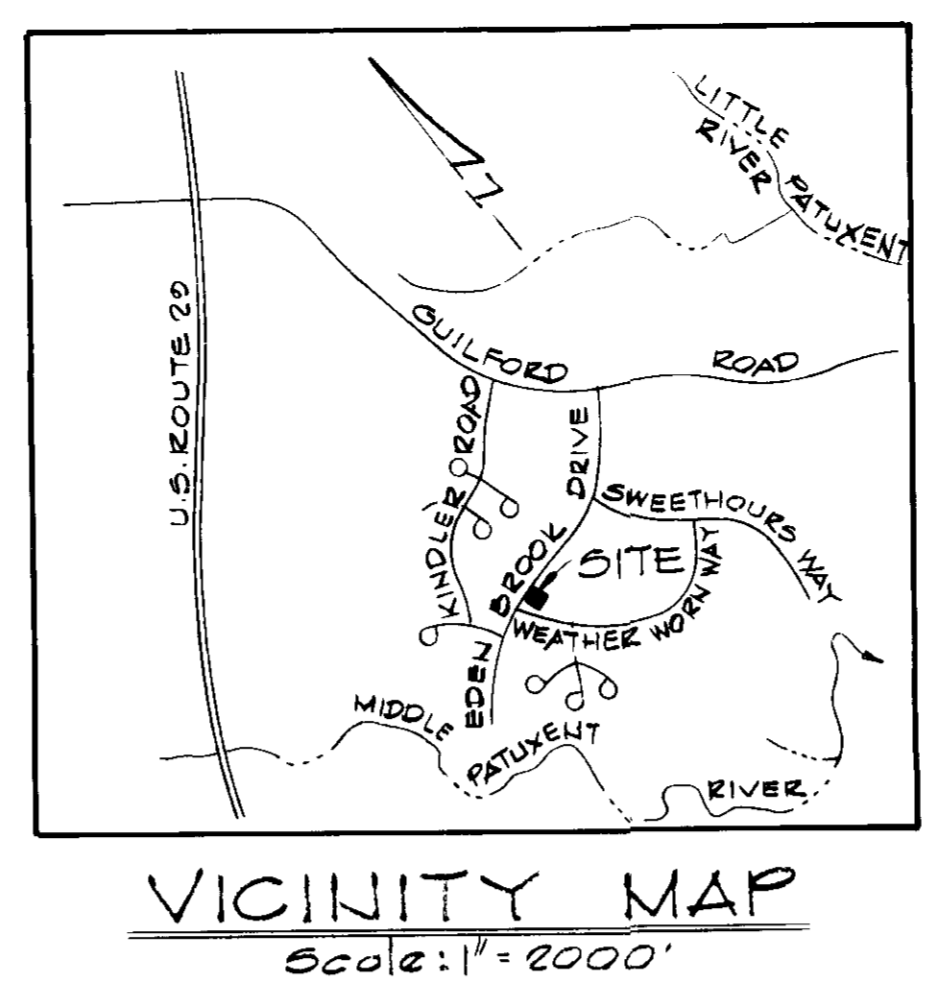 LITTLE
RIVER
PATUXENT
N
U.S. ROUTE 29
GUILFORD ROAD
KINDLER ROAD
EDEN BROOK DRIVE
SWEETHOURS WAY
SITE
WEATHER WORN WAY
MIDDLE PATUXENT RIVER
VICINITY MAP
Scale: 1" = 2000'